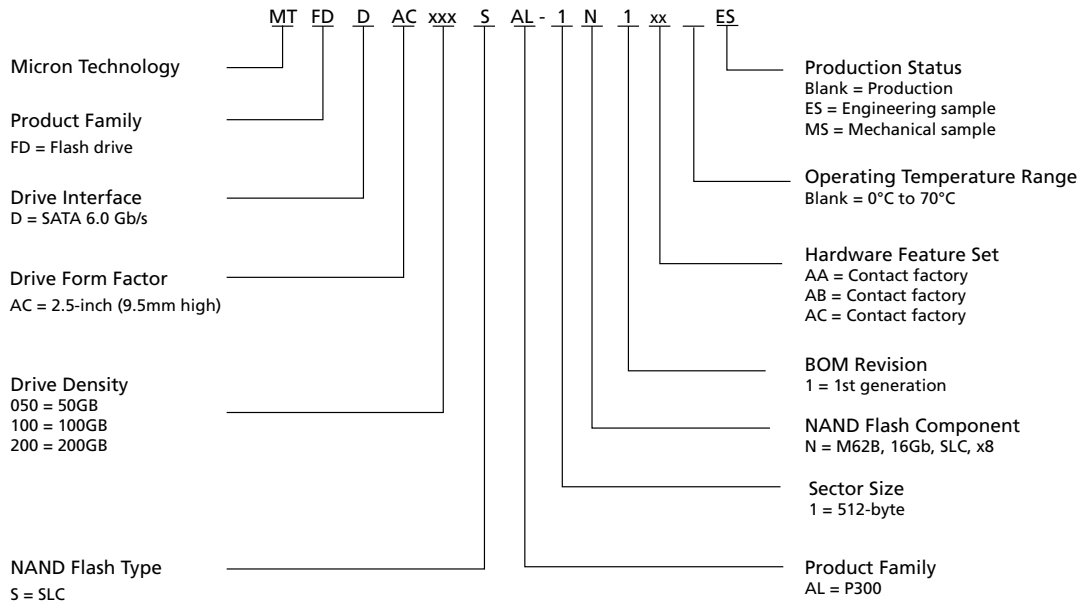 MT FD D AC xxx S AL - 1 N 1 xx ES
Micron Technology
Product Family
FD = Flash drive
Drive Interface
D = SATA 6.0 Gb/s
Drive Form Factor
AC = 2.5-inch (9.5mm high)
Drive Density
050 = 50GB
100 = 100GB
200 = 200GB
NAND Flash Type
S = SLC
Production Status
Blank = Production
ES = Engineering sample
MS = Mechanical sample
Operating Temperature Range
Blank = 0°C to 70°C
Hardware Feature Set
AA = Contact factory
AB = Contact factory
AC = Contact factory
BOM Revision
1 = 1st generation
NAND Flash Component
N = M62B, 16Gb, SLC, x8
Sector Size
1 = 512-byte
Product Family
AL = P300